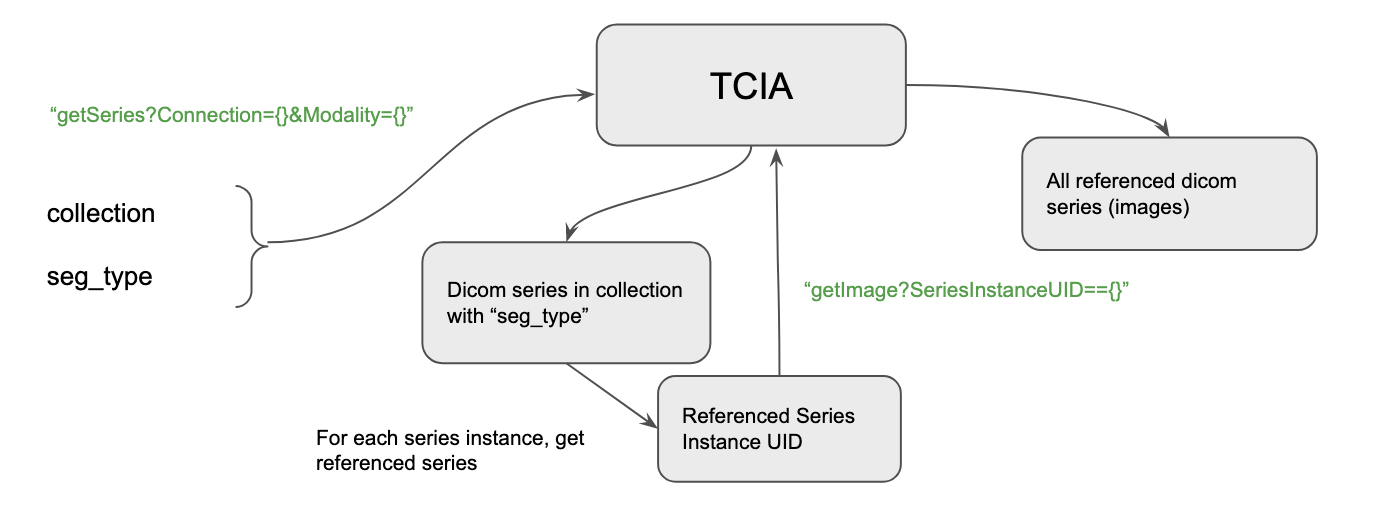 TCIA
“getSeries?Connection={}&Modality={}”
collection
seg_type
All referenced dicom
series (images)
Dicom series in collection
with “seg_type”
“getImage?SeriesInstanceUID=={}”
For each series instance, get
referenced series
Referenced Series
Instance UID